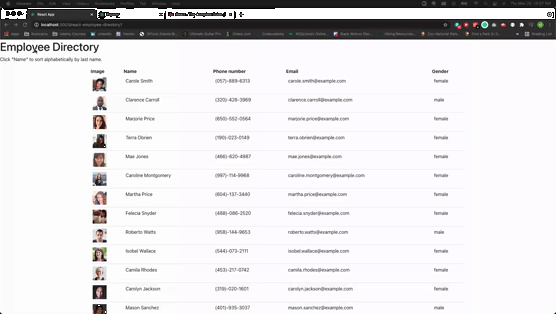 React App
localhost:3000/react-employee-directory/
Employee Directory
Click "Name" to sort alphabetically by last name.
Image Name Phone number Email Gender
Carole Smith (057)-889-6313 carole.smith@example.com female
Clarence Carroll (320)-428-3969 clarence.carroll@example.com male
Marjorie Price (650)-552-0564 marjorie.price@example.com female
Terra Obrien (190)-023-0149 terra.obrien@example.com female
Mae Jones (466)-620-4987 mae.jones@example.com female
Caroline Montgomery (997)-114-9968 caroline.montgomery@example.com female
Martha Price (604)-137-3440 martha.price@example.com female
Felecia Snyder (468)-086-2520 felecia.snyder@example.com female
Roberto Watts (958)-144-9653 roberto.watts@example.com male
Isobel Wallace (544)-073-2111 isobel.wallace@example.com female
Camila Rhodes (453)-217-0742 camila.rhodes@example.com female
Carolyn Jackson (319)-020-1601 carolyn.jackson@example.com female
Mason Sanchez (401)-935-3037 mason.sanchez@example.com male